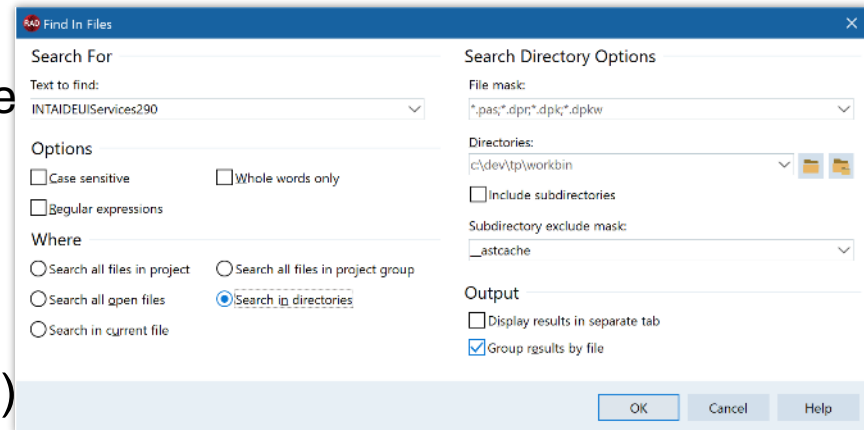 RAD Find In Files
Search For
Text to find:
INTAIDEUIServices290
Options
Case sensitive
Whole words only
Regular expressions
Where
Search all files in project
Search all files in project group
Search all open files
Search in directories
Search in current file
Search Directory Options
File mask:
*.pas;*.dpr;*.dpk;*.dpkw
Directories:
c:\dev\tp\workbin
Include subdirectories
Subdirectory exclude mask:
__astcache
Output
Display results in separate tab
Group results by file
OK
Cancel
Help
e
)